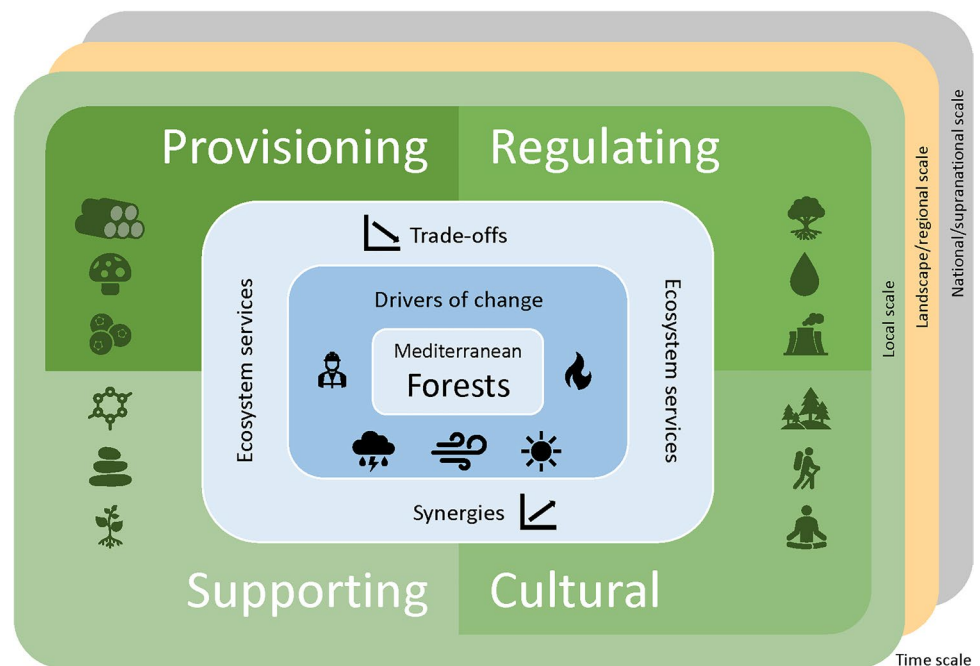 Provisioning
Regulating
Trade-offs
Ecosystem services
Drivers of change
Mediterranean
Forests
Ecosystem services
Synergies
Supporting
Cultural
Local scale
Landscape/regional scale
National/supranational scale
Time scale